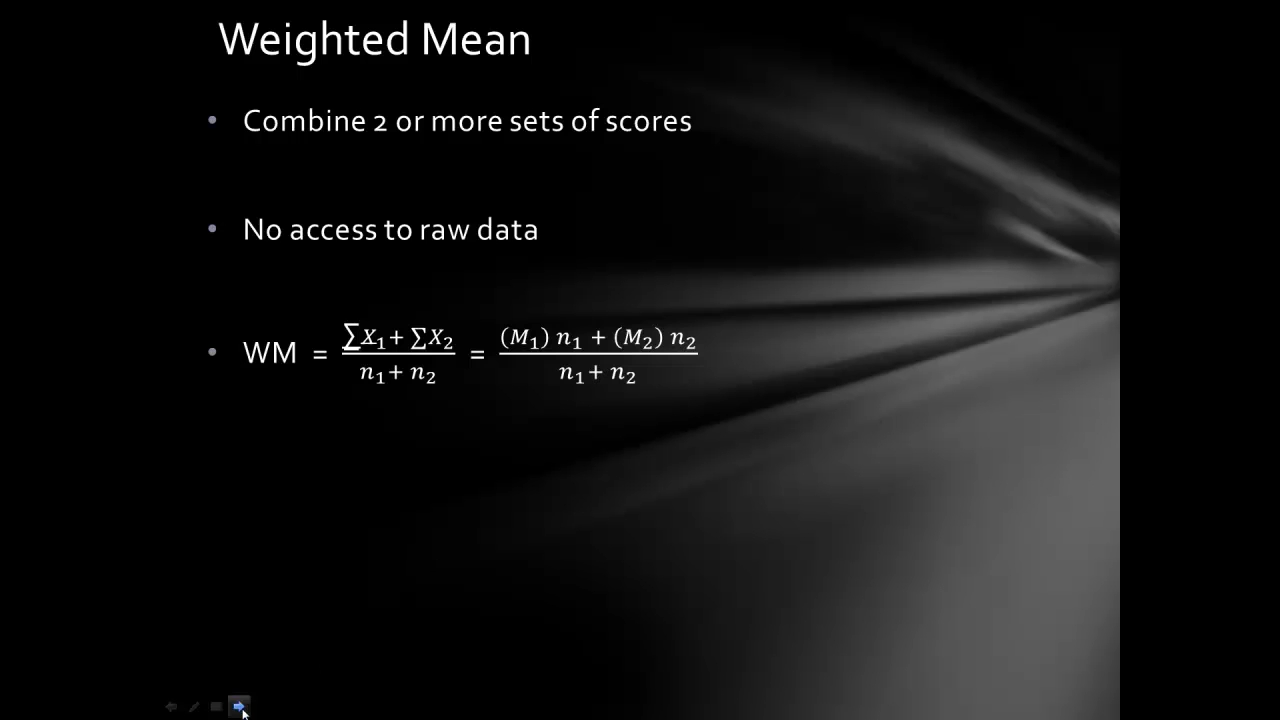 Weighted Mean
• Combine 2 or more sets of scores
• No access to raw data
• WM = (∑X₁ + ∑X₂) / (n₁ + n₂) = ((M₁) n₁ + (M₂) n₂) / (n₁ + n₂)